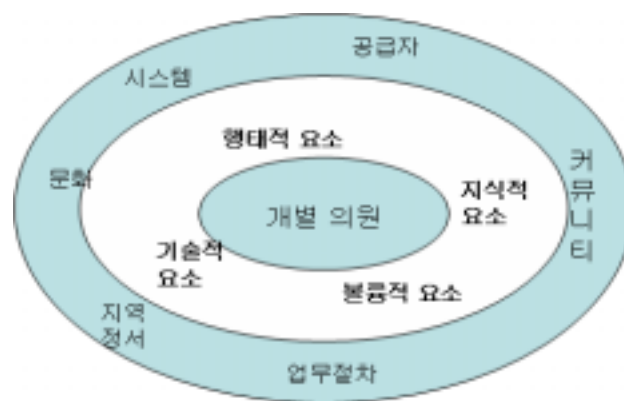 공급자
시스템
행태적 요소
문화
커
뮤
니
티
지식적
요소
개별 의원
기술적
요소
볼륨적 요소
지역
정서
업무절차